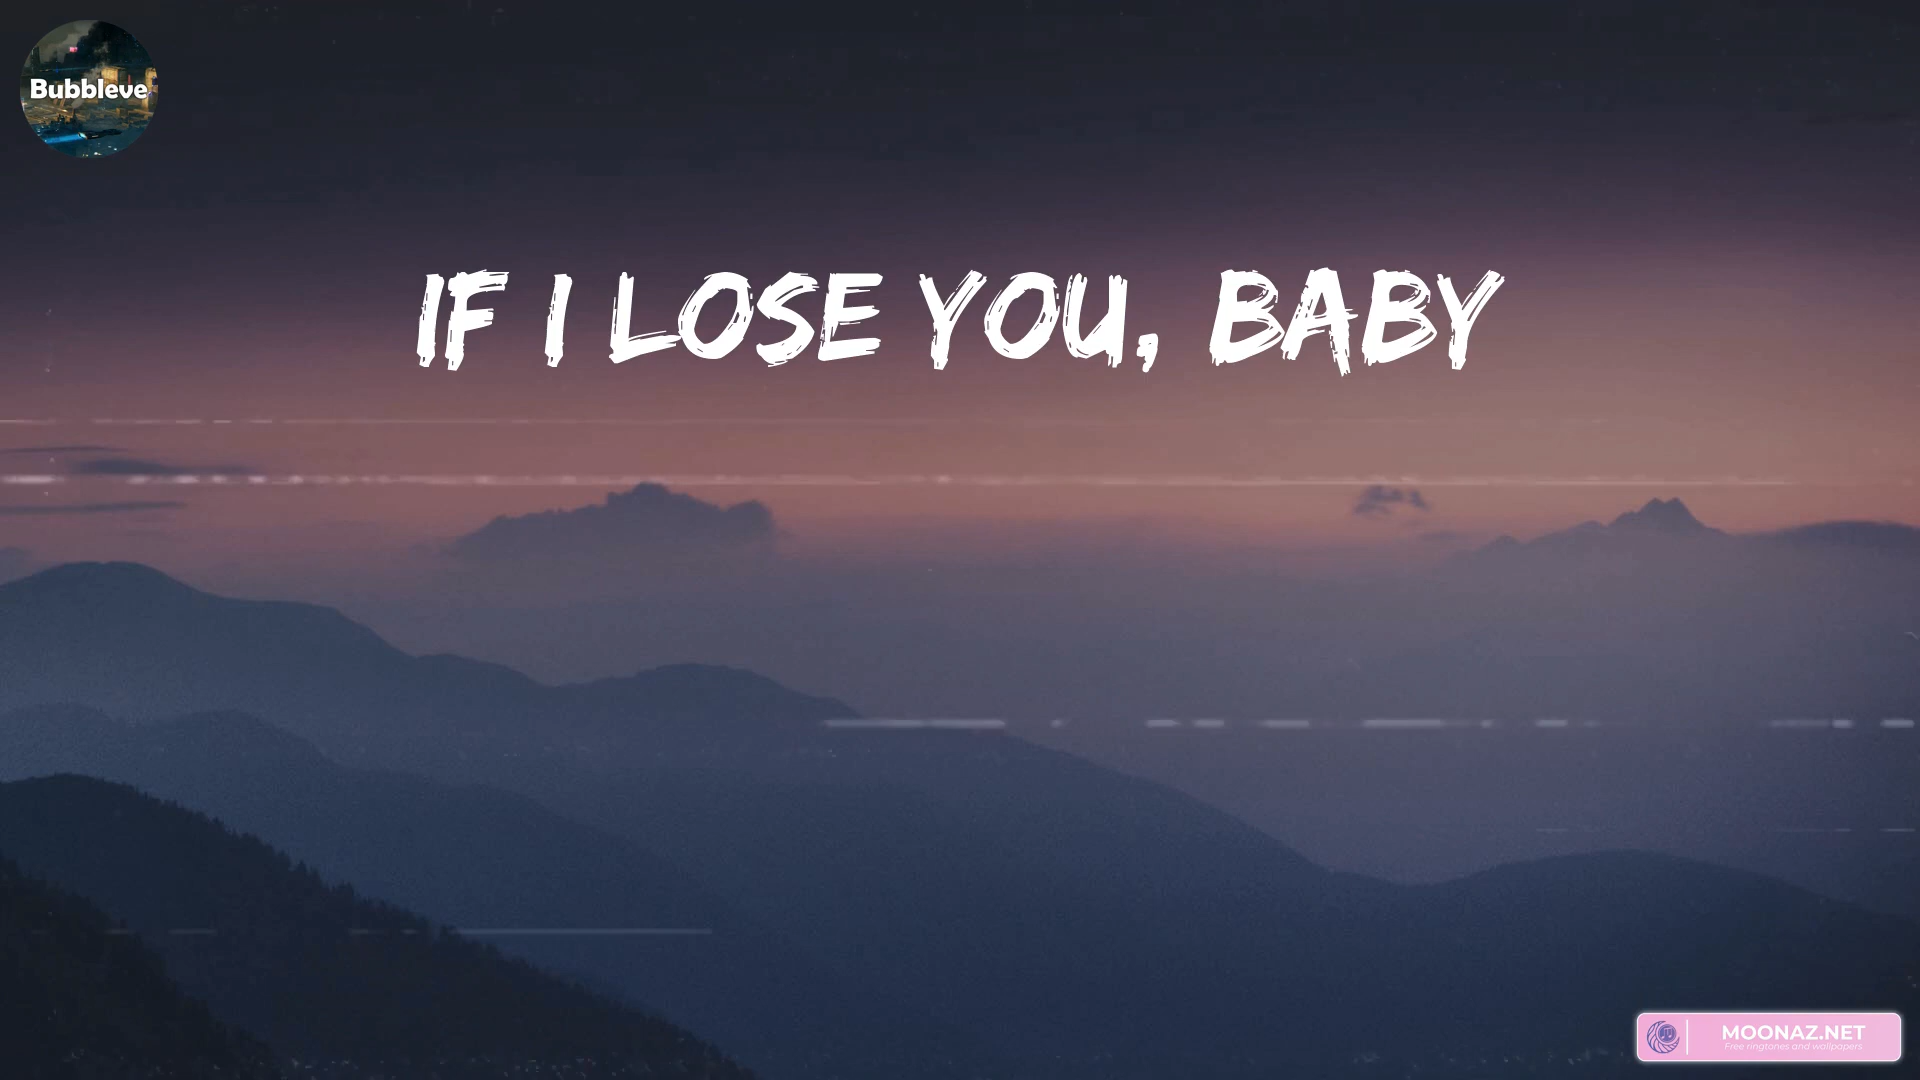 Bubbleve
IF I LOSE YOU, BABY
MOONAZ.NET
Free ringtones and wallpapers